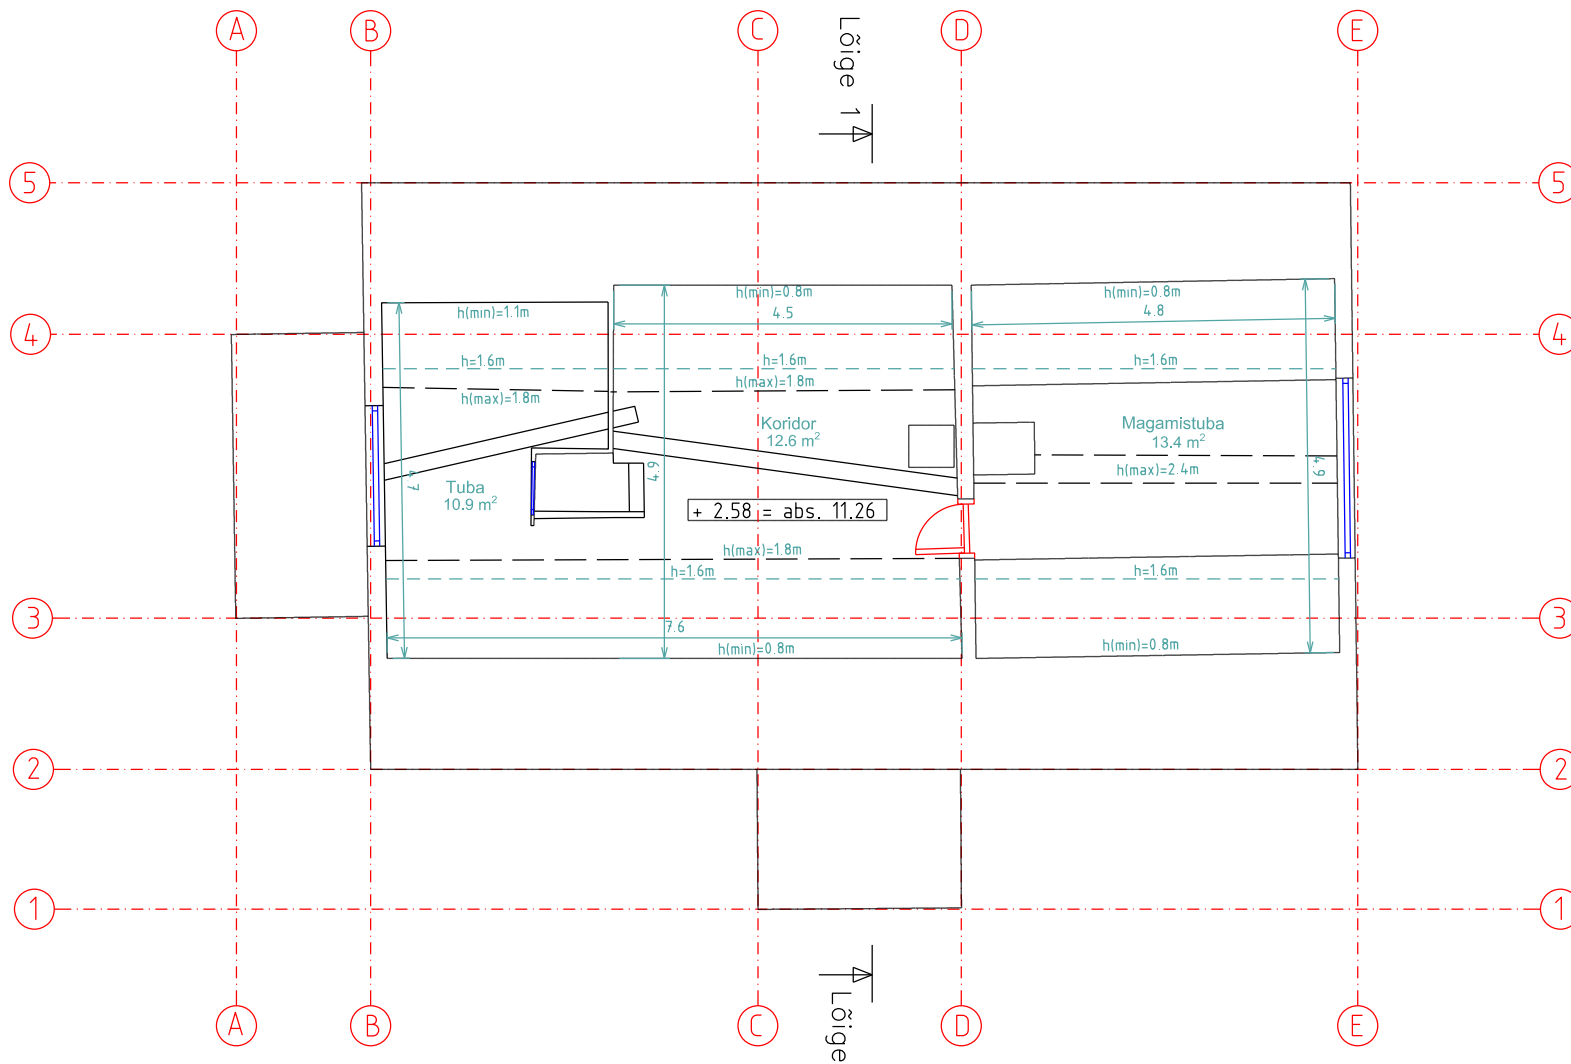 A
B
C
D
E
Lõige 1
5
5
h(min)=0.8m
h(min)=0.8m
h(min)=1.1m
4.5
4.8
4
4
h=1.6m
h=1.6m
h=1.6m
h(max)=1.8m
h(max)=1.8m
Koridor
12.6 m²
Magamistuba
13.4 m²
4.7
Tuba
10.9 m²
4.9
h(max)=2.4m
4.9
+ 2.58 = abs. 11.26
h(max)=1.8m
h=1.6m
h=1.6m
3
3
7.6
h(min)=0.8m
h(min)=0.8m
2
2
1
1
Lõige
A
B
C
D
E